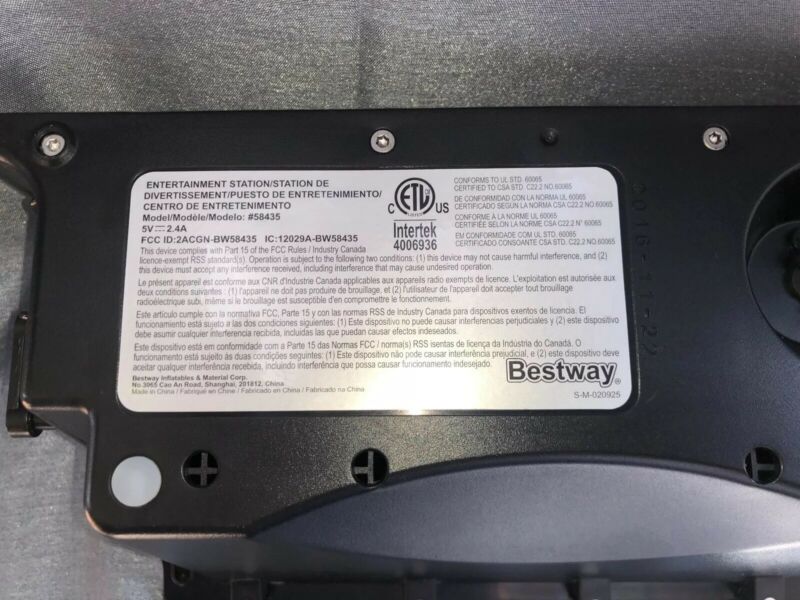 ENTERTAINMENT STATION/STATION DE
DIVERTISSEMENT/PUESTO DE ENTRETENIMIENTO/
CENTRO DE ENTRETENIMENTO
Model/Modèle/Modelo: #58435
5V⎓2.4A
FCC ID:2ACGN-BW58435 IC:12029A-BW58435
C ETL US
Intertek
4006936
CONFORMS TO UL STD. 60065
CERTIFIED TO CSA STD. C22.2 NO.60065
DE CONFORMIDAD CON LA NORMA UL 60065
CERTIFICADO SEGÚN LA NORMA CSA C22.2 NO.60065
CONFORME À LA NORME UL 60065
CERTIFIÉE SELON LA NORME CSA C22.2 N° 60065
EM CONFORMIDADE COM UL STD. 60065
CERTIFICADO CONSOANTE CSA STD. C22.2 NO.60065
This device complies with Part 15 of the FCC Rules / Industry Canada
licence-exempt RSS standard(s). Operation is subject to the following two conditions: (1) this device may not cause harmful interference, and (2)
this device must accept any interference received, including interference that may cause undesired operation.
Le présent appareil est conforme aux CNR d'Industrie Canada applicables aux appareils radio exempts de licence. L'exploitation est autorisée aux
deux conditions suivantes : (1) l'appareil ne doit pas produire de brouillage, et (2) l'utilisateur de l'appareil doit accepter tout brouillage
radioélectrique subi, même si le brouillage est susceptible d'en compromettre le fonctionnement.
Este artículo cumple con la normativa FCC, Parte 15 y con las normas RSS de Industry Canada para dispositivos exentos de licencia. El
funcionamiento está sujeto a las dos condiciones siguientes: (1) Este dispositivo no puede causar interferencias perjudiciales y (2) el dispositivo
debe asumir cualquier interferencia recibida, incluidas las que puedan causar efectos indeseados.
Este dispositivo está em conformidade com a Parte 15 das Normas FCC / norma(s) RSS isentas de licença da Industria do Canadá. O
funcionamento está sujeito às duas condições seguintes: (1) Este dispositivo não pode causar interferência prejudicial, e (2) este dispositivo deve
aceitar qualquer interferência recebida, incluindo interferência que possa causar funcionamento indesejado.
Bestway Inflatables & Material Corp.
No.3065 Cao An Road, Shanghai, 201812, China
Made in China / Fabriqué en Chine / Fabricado en China / Fabricado na China
Bestway®
S-M-020925
2016-11-22